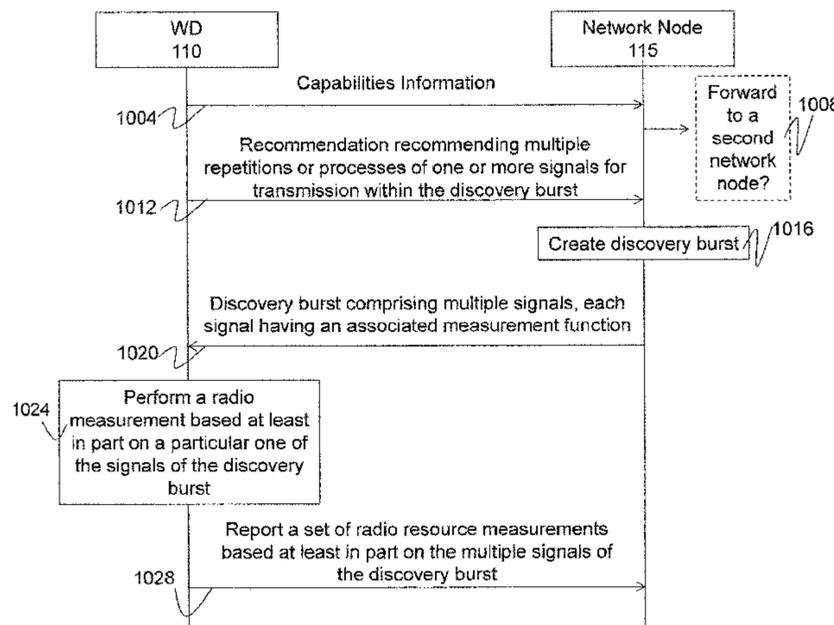 WD
110
Network Node
115
Capabilities Information
1004
Forward
to a
second
network
node?
1008
Recommendation recommending multiple
repetitions or processes of one or more signals for
transmission within the discovery burst
1012
Create discovery burst
1016
Discovery burst comprising multiple signals, each
signal having an associated measurement function
1020
Perform a radio
measurement based at least
in part on a particular one of
the signals of the discovery
burst
1024
Report a set of radio resource measurements
based at least in part on the multiple signals of
the discovery burst
1028